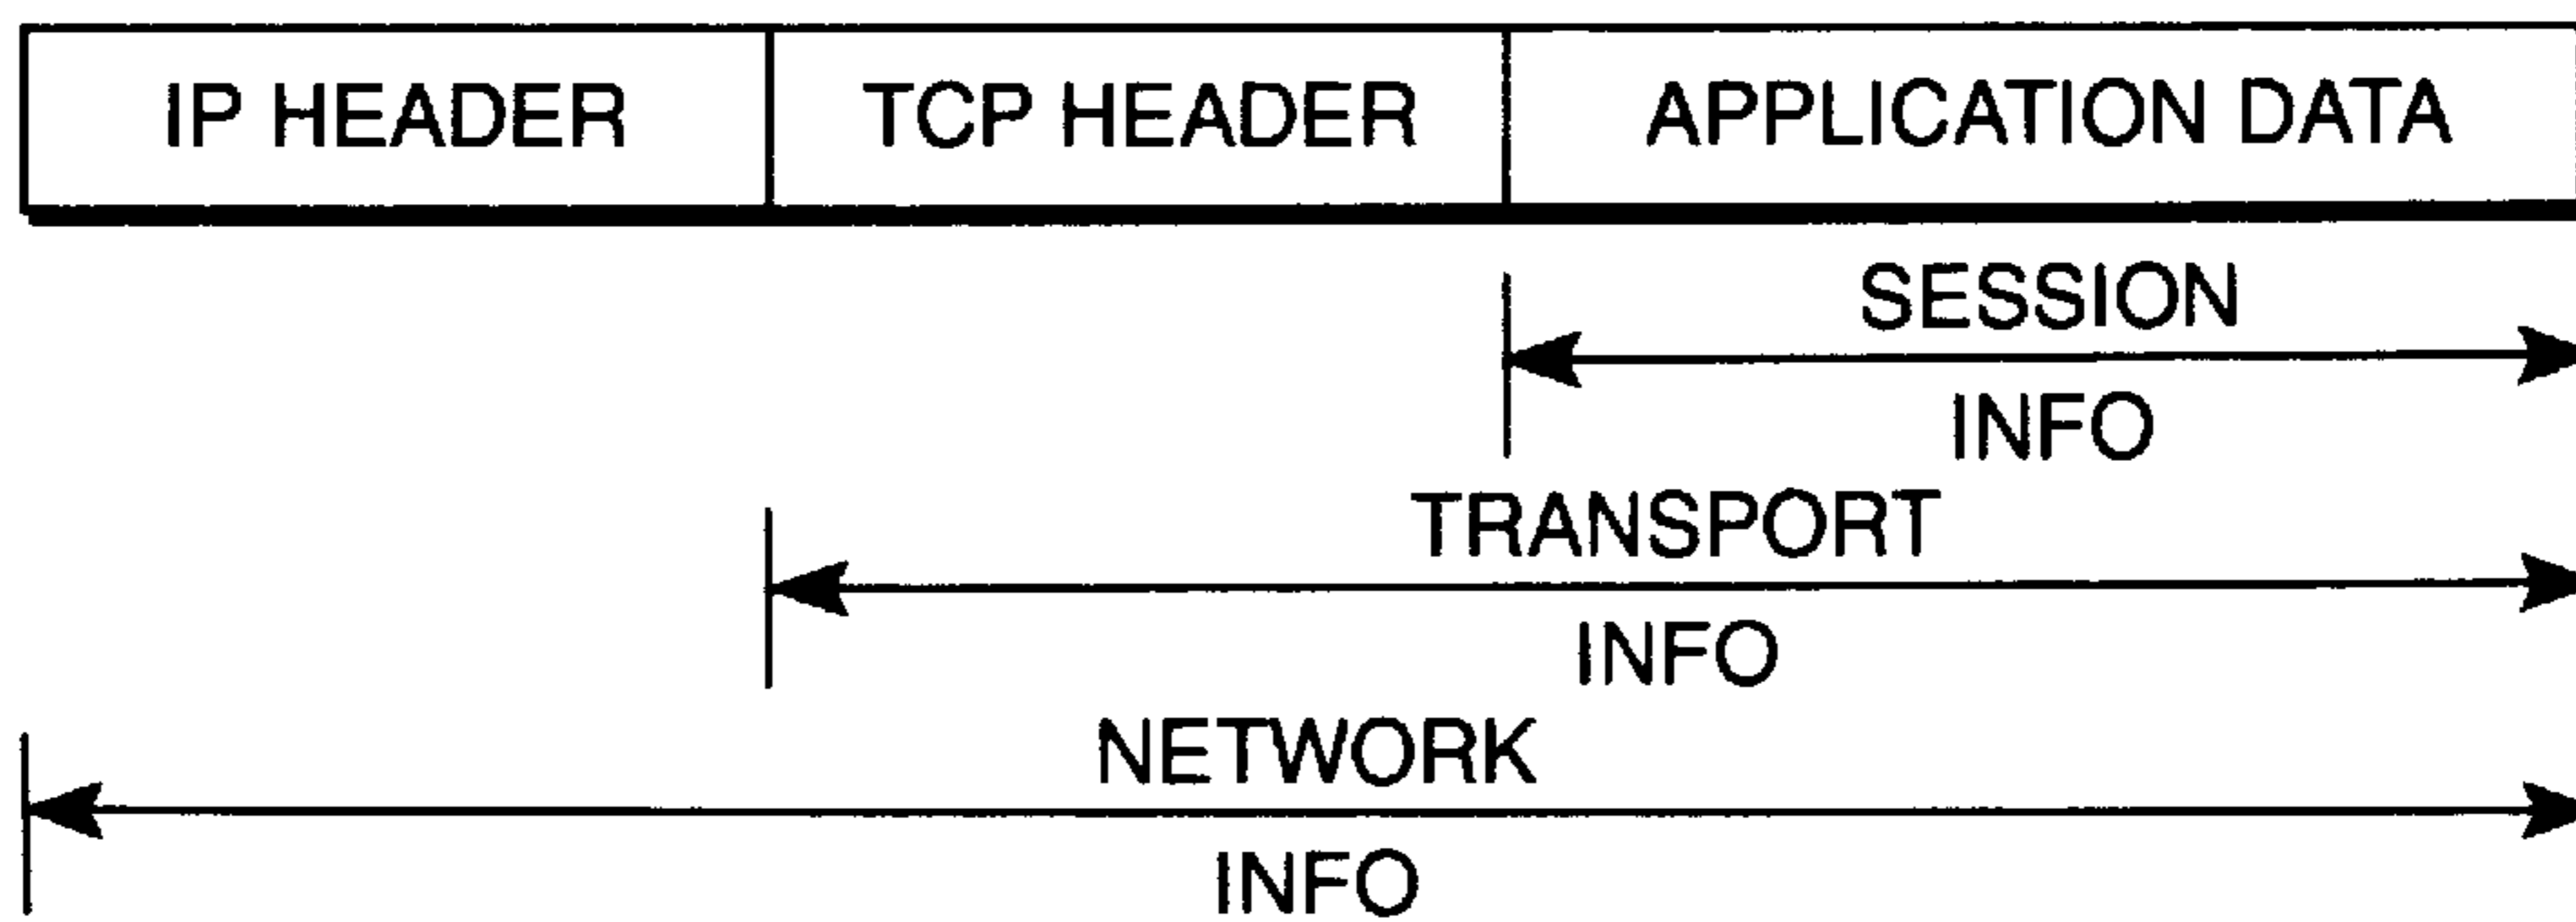 IP HEADER TCP HEADER APPLICATION DATA
SESSION
INFO
TRANSPORT
INFO
NETWORK
INFO